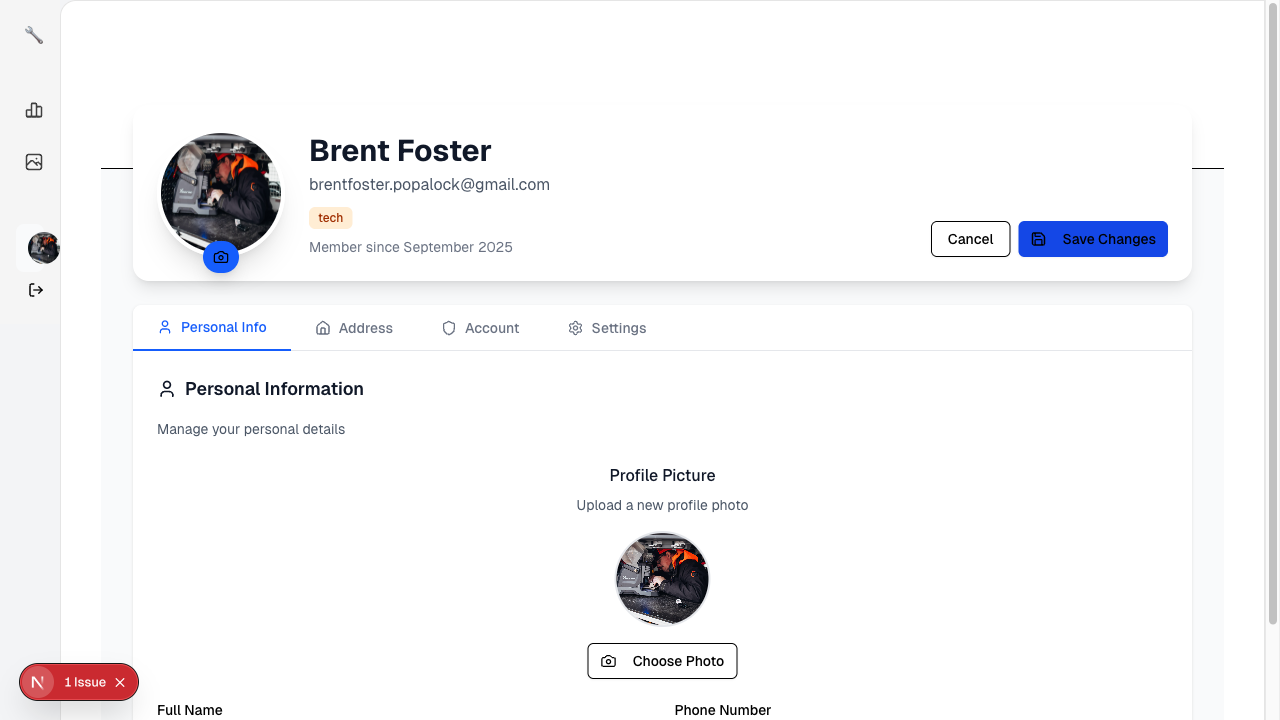 Brent Foster
brentfoster.popalock@gmail.com
tech
Member since September 2025
Cancel
Save Changes
Personal Info
Address
Account
Settings
Personal Information
Manage your personal details
Profile Picture
Upload a new profile photo
Choose Photo
N 1 Issue
Full Name
Phone Number